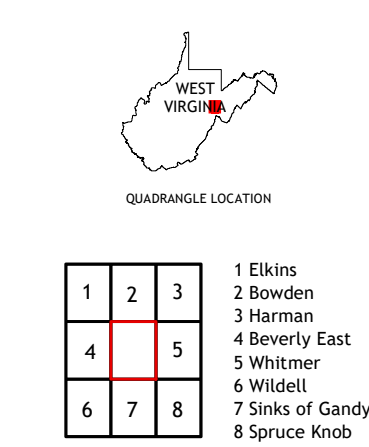 WEST
VIRGINIA
QUADRANGLE LOCATION
1 2 3
4 5
6 7 8
1 Elkins
2 Bowden
3 Harman
4 Beverly East
5 Whitmer
6 Wildell
7 Sinks of Gandy
8 Spruce Knob